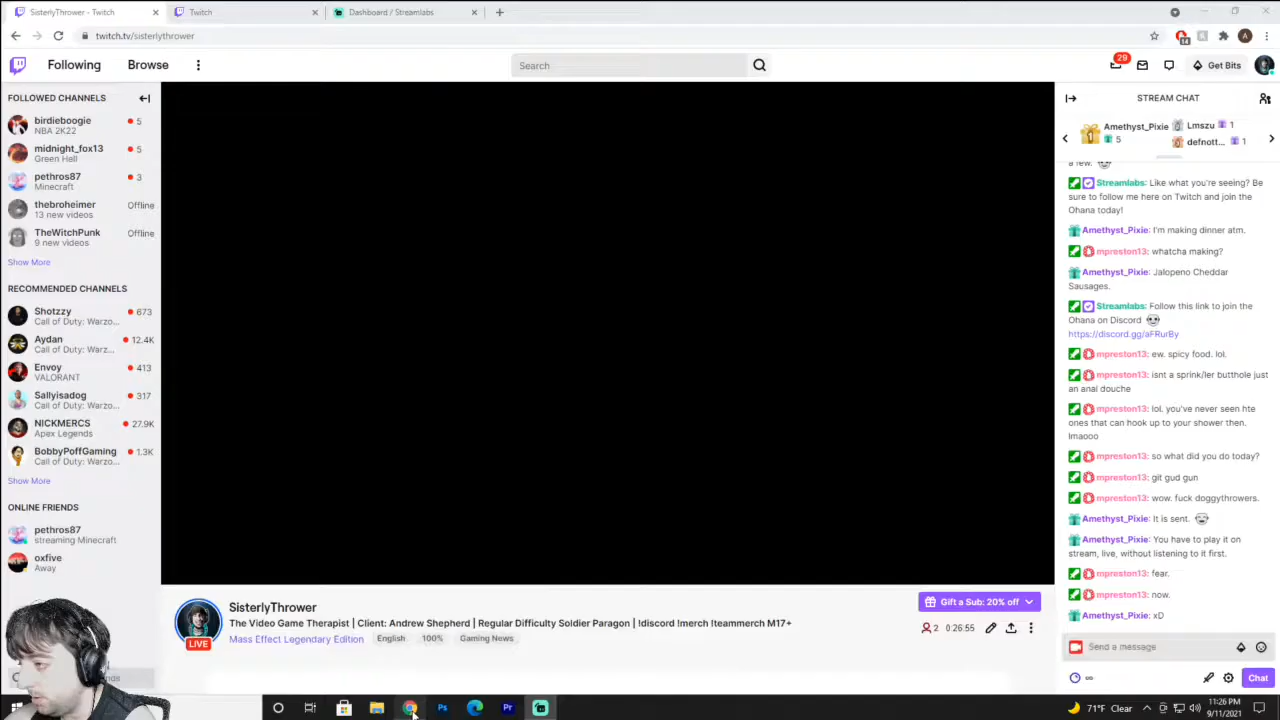 SisterlyThrower - Twitch
Twitch
Dashboard / Streamlabs
twitch.tv/sisterlythrower
Following
Browse
Search
29
Get Bits
FOLLOWED CHANNELS
birdieboogie
5
NBA 2K22
midnight_fox13
5
Green Hell
pethros87
3
Minecraft
thebroheimer
Offline
13 new videos
TheWitchPunk
Offline
9 new videos
Show More
RECOMMENDED CHANNELS
Shotzzy
673
Call of Duty: Warzo...
Aydan
12.4K
Call of Duty: Warz...
Envoy
413
VALORANT
Sallyisadog
317
Call of Duty: Warzo...
NICKMERCS
27.9K
Apex Legends
BobbyPoffGaming
1.3K
Call of Duty: Warzo...
Show More
ONLINE FRIENDS
pethros87
streaming Minecraft
oxfive
Away
LIVE
SisterlyThrower
The Video Game Therapist | Client: Andrew Shepherd | Regular Difficulty Soldier Paragon | !discord !merch !teammerch M17+
Mass Effect Legendary Edition
English
100%
Gaming News
Gift a Sub: 20% off
2
0:26:55
STREAM CHAT
Amethyst_Pixie
5
Lmszu
1
defnott...
1
a few.
Streamlabs: Like what you're seeing? Be
sure to follow me here on Twitch and join the
Ohana today!
Amethyst_Pixie: I'm making dinner atm.
mpreston13: whatcha making?
Amethyst_Pixie: Jalopeno Cheddar
Sausages.
Streamlabs: Follow this link to join the
Ohana on Discord
https://discord.gg/aFRurBy
mpreston13: ew. spicy food. lol.
mpreston13: isnt a sprink/ler butthole just
an anal douche
mpreston13: lol. you've never seen hte
ones that can hook up to your shower then.
lmaooo
mpreston13: so what did you do today?
mpreston13: git gud gun
mpreston13: wow. fuck doggythrowers.
Amethyst_Pixie: It is sent.
Amethyst_Pixie: You have to play it on
stream, live, without listening to it first.
mpreston13: fear.
mpreston13: now.
Amethyst_Pixie: xD
Send a message
Chat
71°F Clear
11:26 PM
9/11/2021